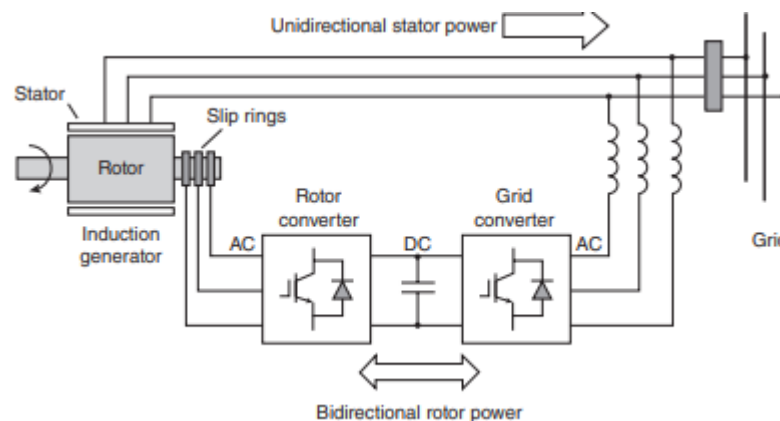 Unidirectional stator power
Stator
Slip rings
Rotor
Rotor
converter
Grid
converter
Induction
generator
AC
DC
AC
Bidirectional rotor power